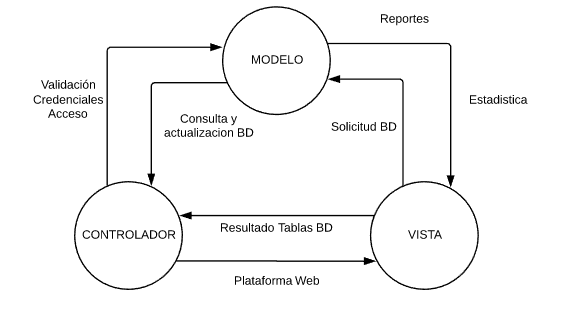 Reportes
MODELO
Validación
Credenciales
Acceso
Estadistica
Consulta y
actualizacion BD
Solicitud BD
CONTROLADOR
Resultado Tablas BD
VISTA
Plataforma Web